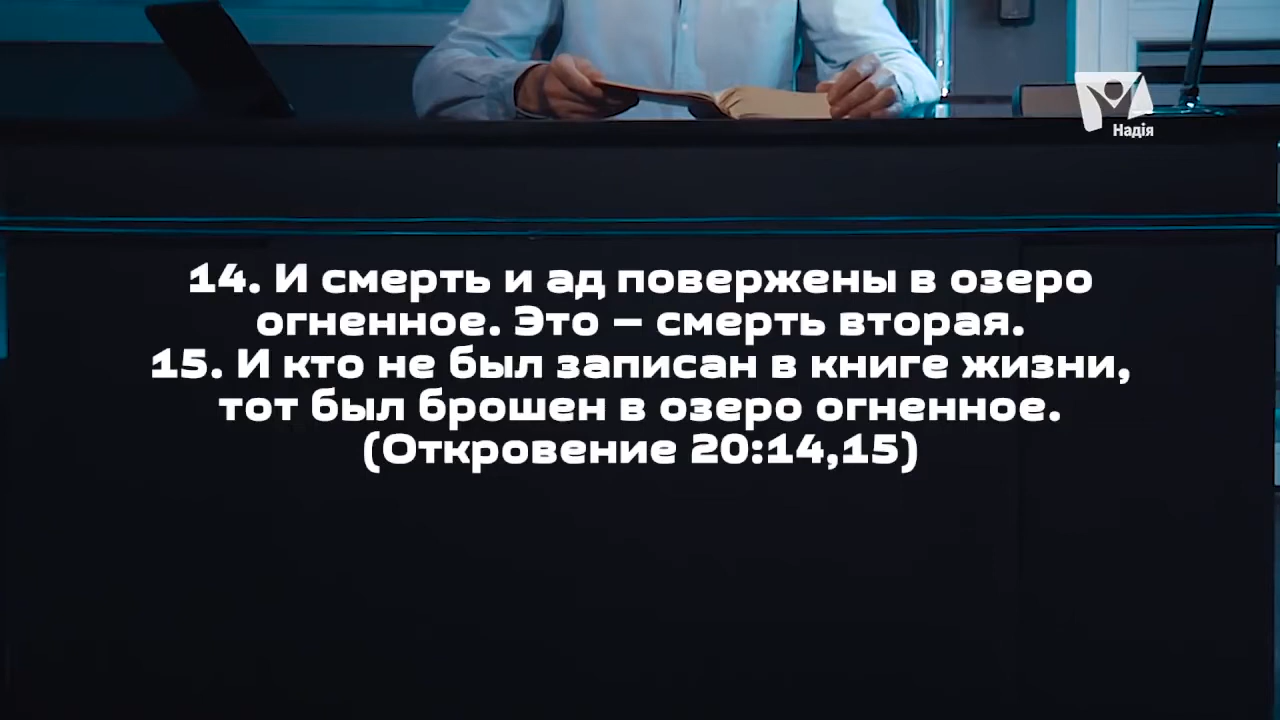 Надія
14. И смерть и ад повержены в озеро
огненное. Это – смерть вторая.
15. И кто не был записан в книге жизни,
тот был брошен в озеро огненное.
(Откровение 20:14,15)